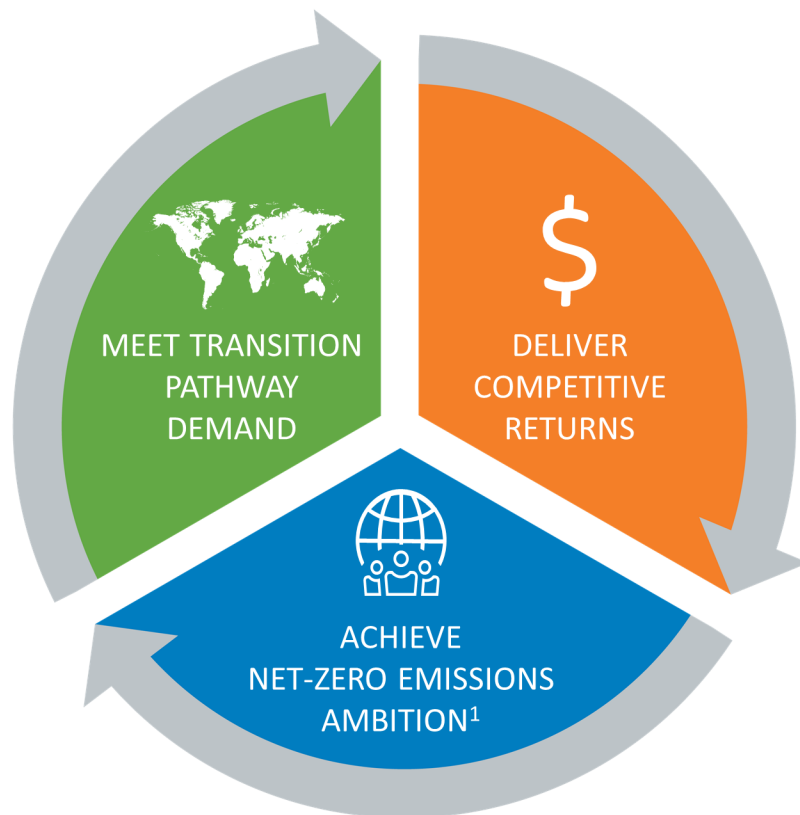 MEET TRANSITION
PATHWAY
DEMAND
$
DELIVER
COMPETITIVE
RETURNS
ACHIEVE
NET-ZERO EMISSIONS
AMBITION¹